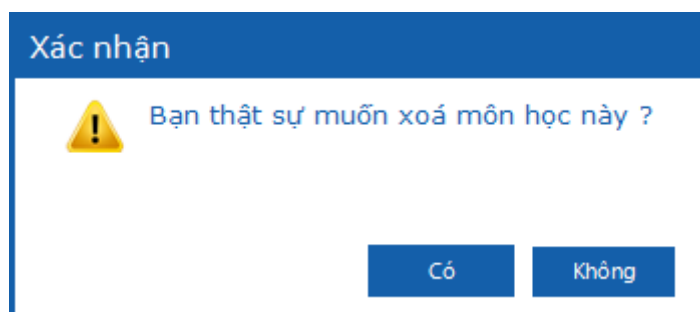 Xác nhận
Bạn thật sự muốn xoá môn học này ?
Có
Không